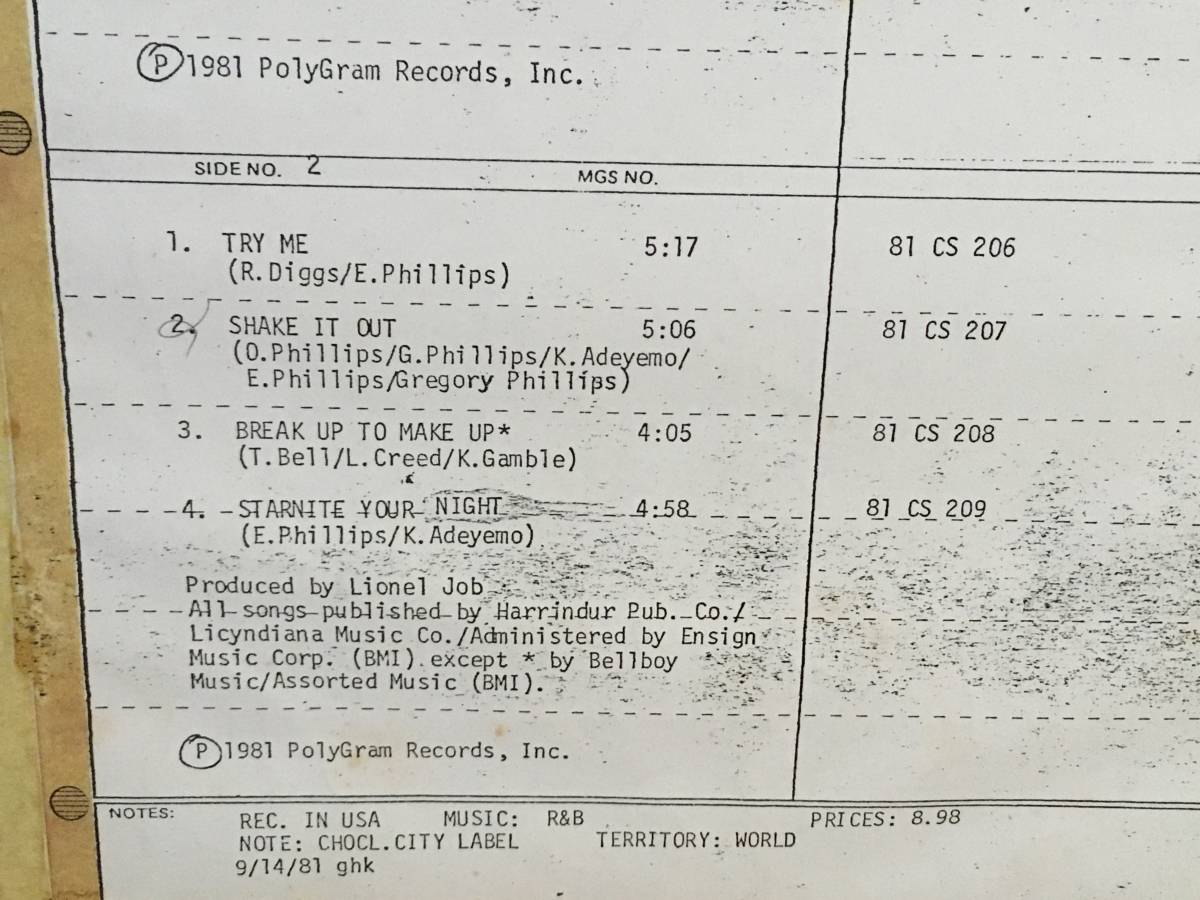 Ⓟ1981 PolyGram Records, Inc.
SIDE NO. 2 MGS NO.
1. TRY ME 5:17 81 CS 206
(R.Diggs/E.Phillips)
2. SHAKE IT OUT 5:06 81 CS 207
(O.Phillips/G.Phillips/K.Adeyemo/
E.Phillips/Gregory Phillips)
3. BREAK UP TO MAKE UP* 4:05 81 CS 208
(T.Bell/L.Creed/K.Gamble)
4. STARNITE YOUR NIGHT 4:58 81 CS 209
(E.Phillips/K.Adeyemo)
Produced by Lionel Job
All songs published by Harrindur Pub. Co./
Licyndiana Music Co./Administered by Ensign
Music Corp. (BMI) except * by Bellboy
Music/Assorted Music (BMI).
Ⓟ1981 PolyGram Records, Inc.
NOTES: REC. IN USA MUSIC: R&B PRICES: 8.98
NOTE: CHOCL.CITY LABEL TERRITORY: WORLD
9/14/81 ghk